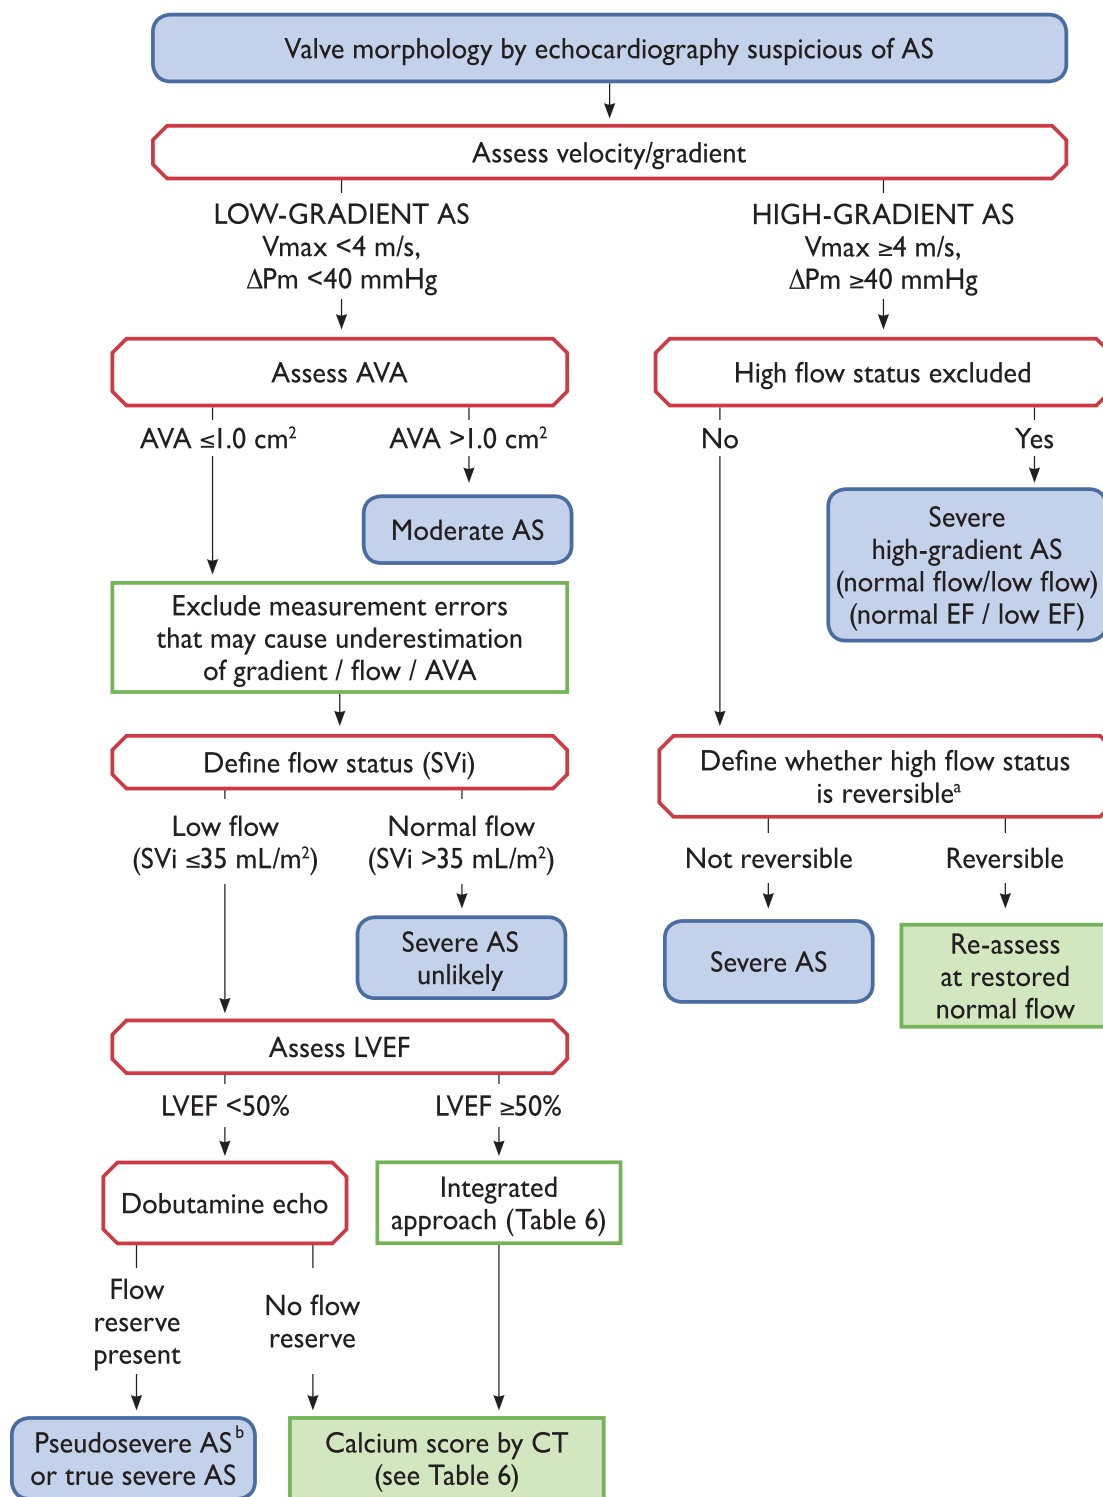 Valve morphology by echocardiography suspicious of AS
Assess velocity/gradient
LOW-GRADIENT AS
Vmax <4 m/s,
ΔPm <40 mmHg
HIGH-GRADIENT AS
Vmax ≥4 m/s,
ΔPm ≥40 mmHg
Assess AVA
High flow status excluded
AVA ≤1.0 cm²
AVA >1.0 cm²
No
Yes
Moderate AS
Severe
high-gradient AS
(normal flow/low flow)
(normal EF / low EF)
Exclude measurement errors
that may cause underestimation
of gradient / flow / AVA
Define flow status (SVi)
Define whether high flow status
is reversibleᵃ
Low flow
(SVi ≤35 mL/m²)
Normal flow
(SVi >35 mL/m²)
Not reversible
Reversible
Severe AS
unlikely
Severe AS
Re-assess
at restored
normal flow
Assess LVEF
LVEF <50%
LVEF ≥50%
Dobutamine echo
Integrated
approach (Table 6)
Flow
reserve
present
No flow
reserve
Pseudosevere ASᵇ
or true severe AS
Calcium score by CT
(see Table 6)